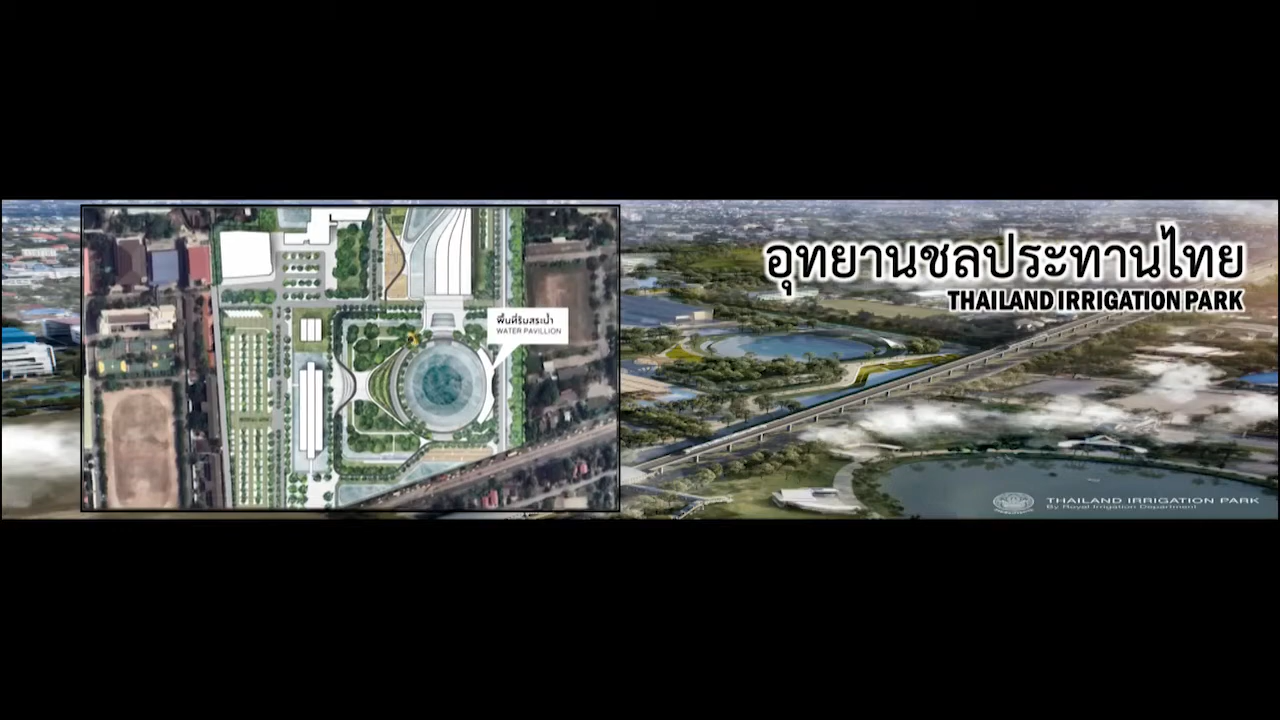 พื้นที่ริมสระน้ำ
WATER PAVILLION
อุทยานชลประทานไทย
THAILAND IRRIGATION PARK
THAILAND IRRIGATION PARK
By Royal Irrigation Department